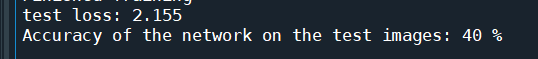 test loss: 2.155
Accuracy of the network on the test images: 40 %